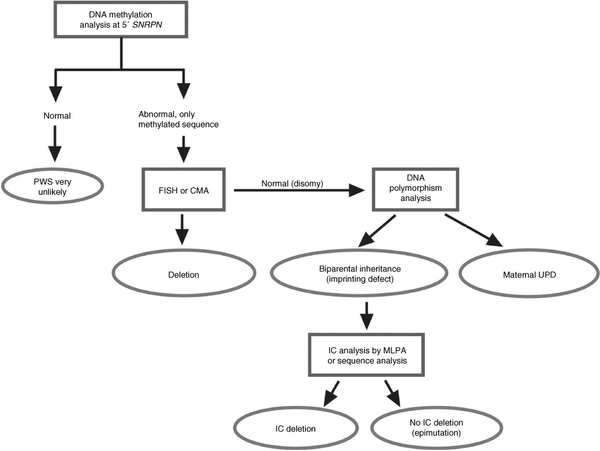 DNA methylation
analysis at 5´ SNRPN
Normal
Abnormal, only
methylated sequence
PWS very
unlikely
FISH or CMA
Normal (disomy)
DNA
polymorphism
analysis
Deletion
Biparental inheritance
(imprinting defect)
Maternal UPD
IC analysis by MLPA
or sequence analysis
IC deletion
No IC deletion
(epimutation)